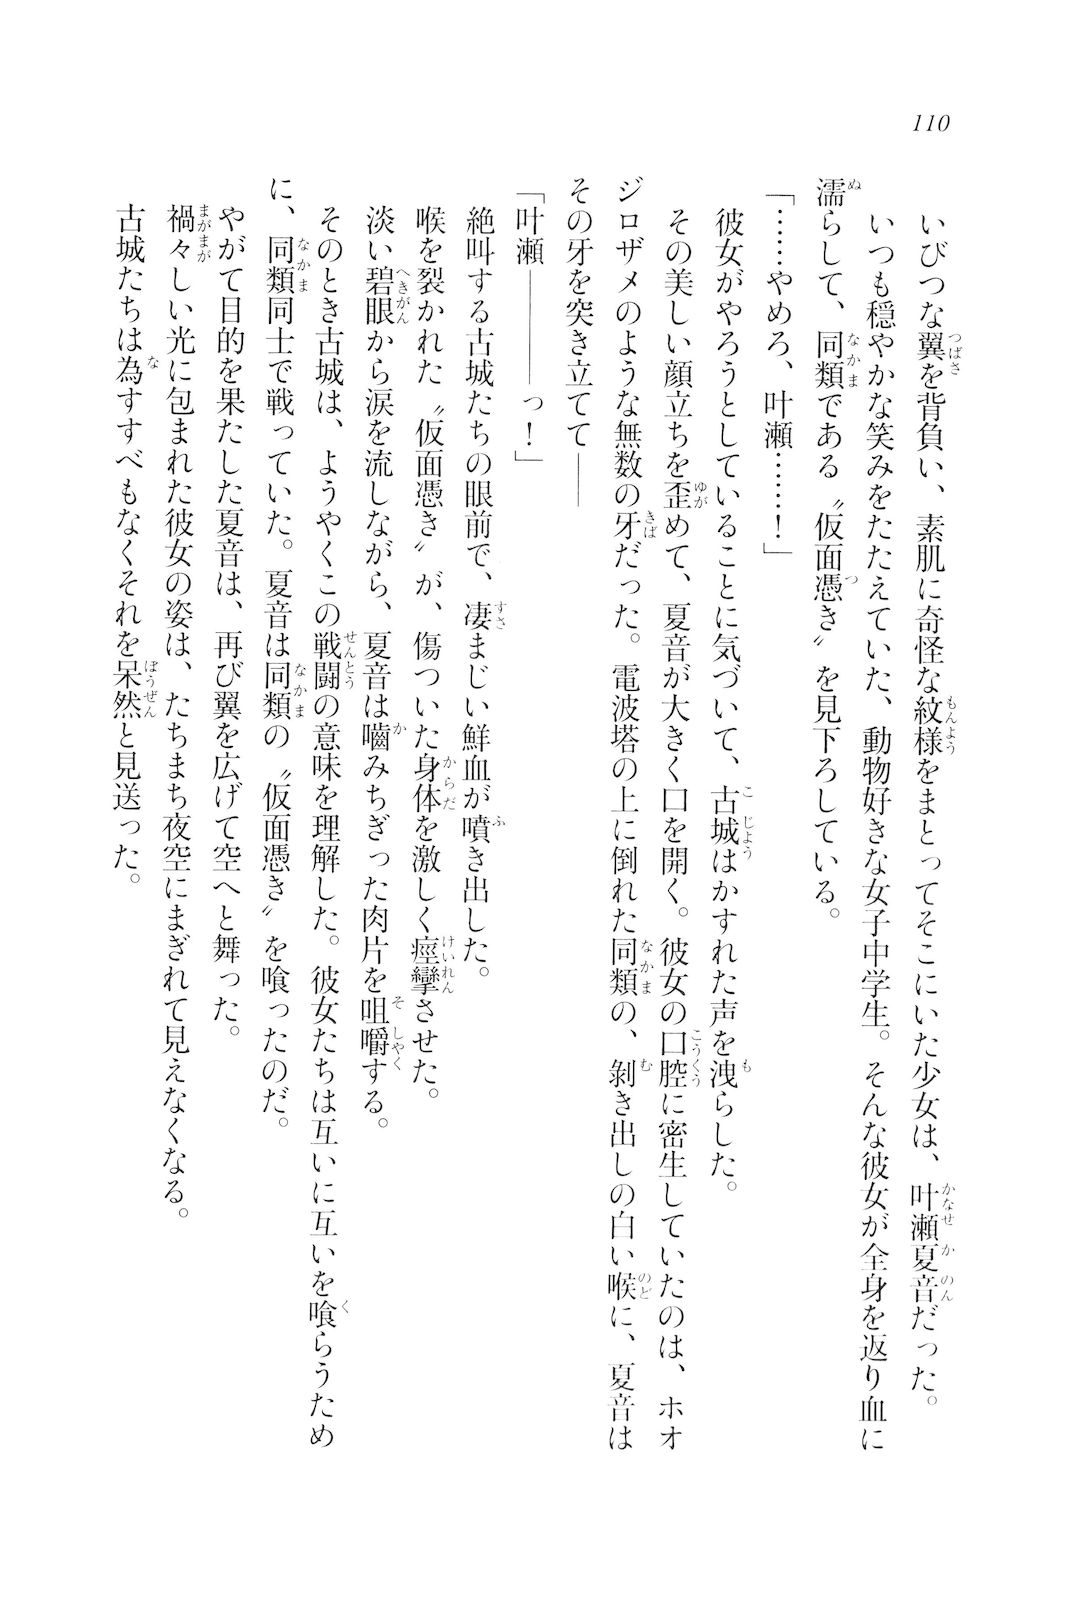 110
いびつな翼を背負い、素肌に奇怪な紋様をまとってそこにいた少女は、叶瀬夏音だった。
いつも穏やかな笑みをたたえていた、動物好きな女子中学生。そんな彼女が全身を返り血に
濡らして、同類である〝仮面憑き〟を見下ろしている。
「……やめろ、叶瀬……！」
彼女がやろうとしていることに気づいて、古城はかすれた声を洩らした。
その美しい顔立ちを歪めて、夏音が大きく口を開く。彼女の口腔に密生していたのは、ホオ
ジロザメのような無数の牙だった。電波塔の上に倒れた同類の、剝き出しの白い喉に、夏音は
その牙を突き立てて――
「叶瀬――――っ！」
絶叫する古城たちの眼前で、凄まじい鮮血が噴き出した。
喉を裂かれた〝仮面憑き〟が、傷ついた身体を激しく痙攣させた。
淡い碧眼から涙を流しながら、夏音は嚙みちぎった肉片を咀嚼する。
そのとき古城は、ようやくこの戦闘の意味を理解した。彼女たちは互いに互いを喰らうため
に、同類同士で戦っていた。夏音は同類の〝仮面憑き〟を喰ったのだ。
やがて目的を果たした夏音は、再び翼を広げて空へと舞った。
禍々しい光に包まれた彼女の姿は、たちまち夜空にまぎれて見えなくなる。
古城たちは為すすべもなくそれを呆然と見送った。